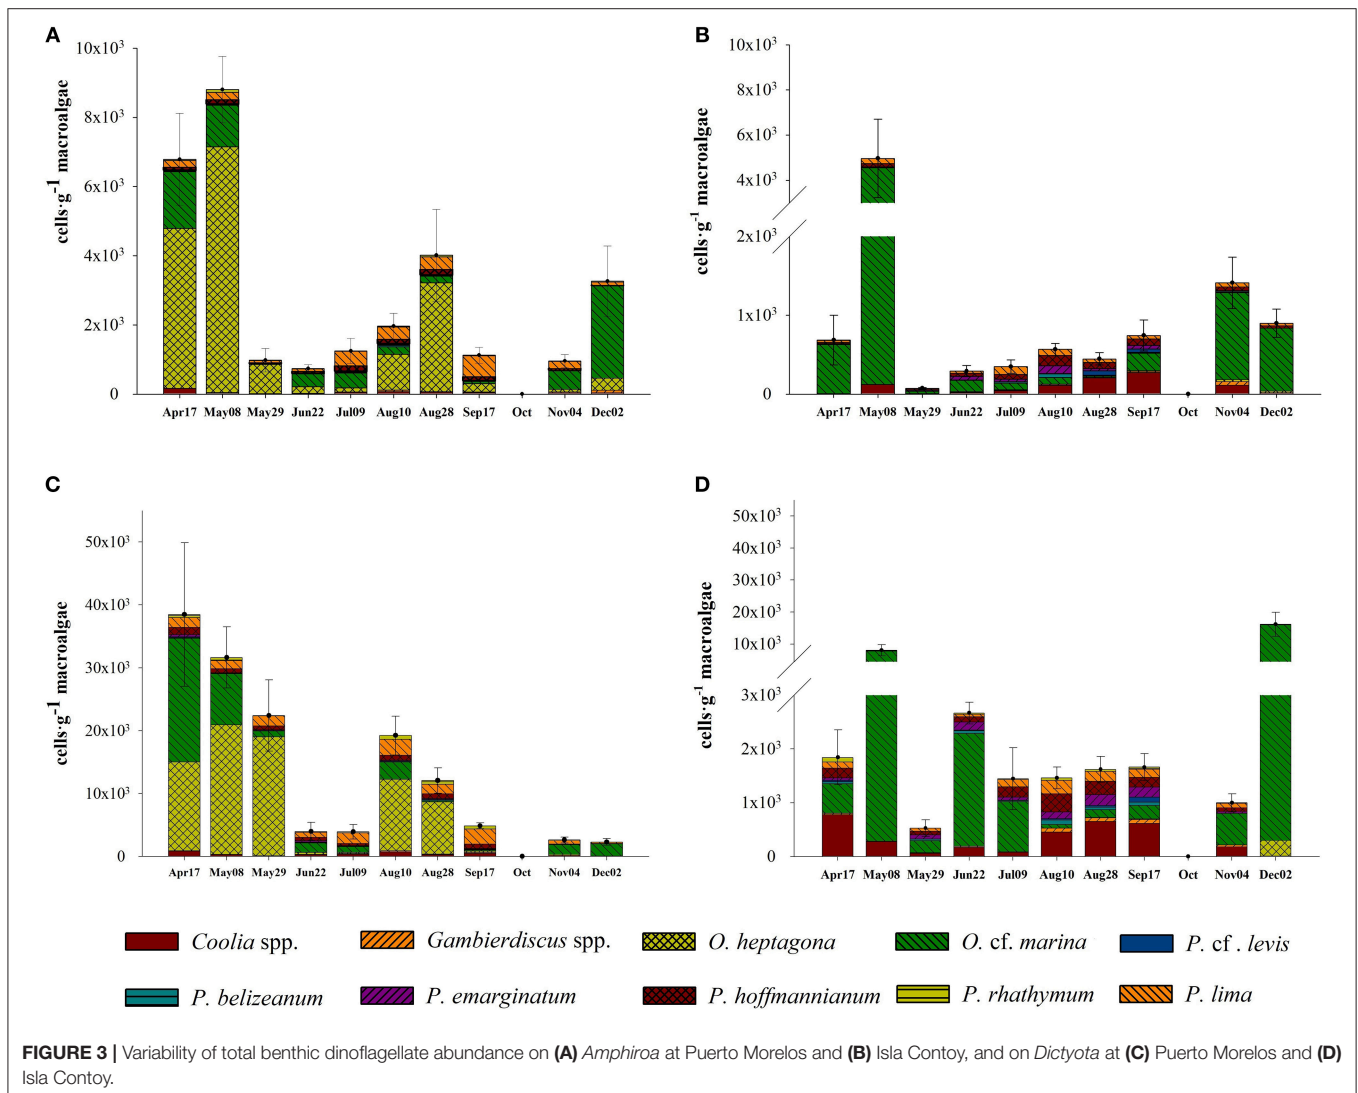 A
10x10³
8x10³
6x10³
4x10³
2x10³
0
cells·g⁻¹ macroalgae
Apr17 May08 May29 Jun22 Jul09 Aug10 Aug28 Sep17 Oct Nov04 Dec02
B
10x10³
8x10³
6x10³
4x10³
2x10³
1x10³
0
cells·g⁻¹ macroalgae
Apr17 May08 May29 Jun22 Jul09 Aug10 Aug28 Sep17 Oct Nov04 Dec02
C
50x10³
40x10³
30x10³
20x10³
10x10³
0
cells·g⁻¹ macroalgae
Apr17 May08 May29 Jun22 Jul09 Aug10 Aug28 Sep17 Oct Nov04 Dec02
D
50x10³
40x10³
30x10³
20x10³
10x10³
3x10³
2x10³
1x10³
0
cells·g⁻¹ macroalgae
Apr17 May08 May29 Jun22 Jul09 Aug10 Aug28 Sep17 Oct Nov04 Dec02
Coolia spp. Gambierdiscus spp. O. heptagona O. cf. marina P. cf . levis
P. belizeanum P. emarginatum P. hoffmannianum P. rhathymum P. lima
FIGURE 3 | Variability of total benthic dinoflagellate abundance on (A) Amphiroa at Puerto Morelos and (B) Isla Contoy, and on Dictyota at (C) Puerto Morelos and (D)
Isla Contoy.